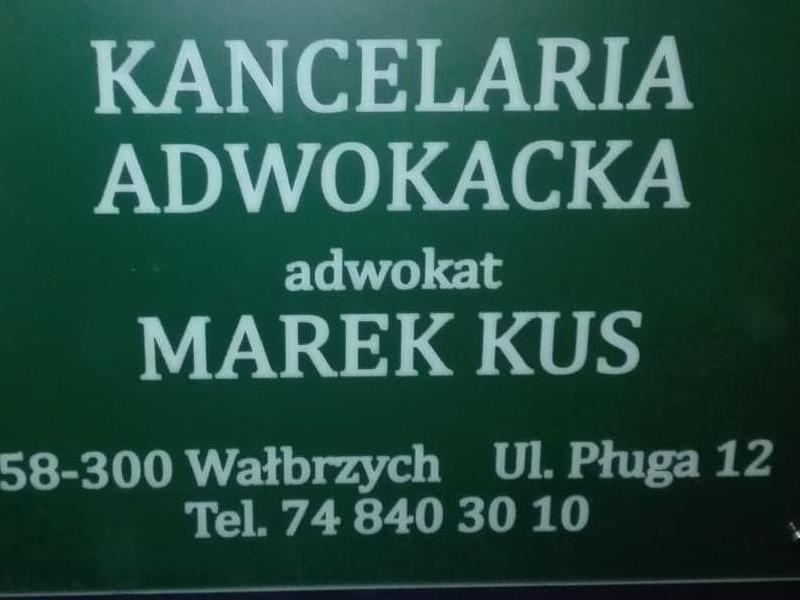 KANCELARIA
ADWOKACKA
adwokat
MAREK KUS
58-300 Wałbrzych Ul. Pługa 12
Tel. 74 840 30 10